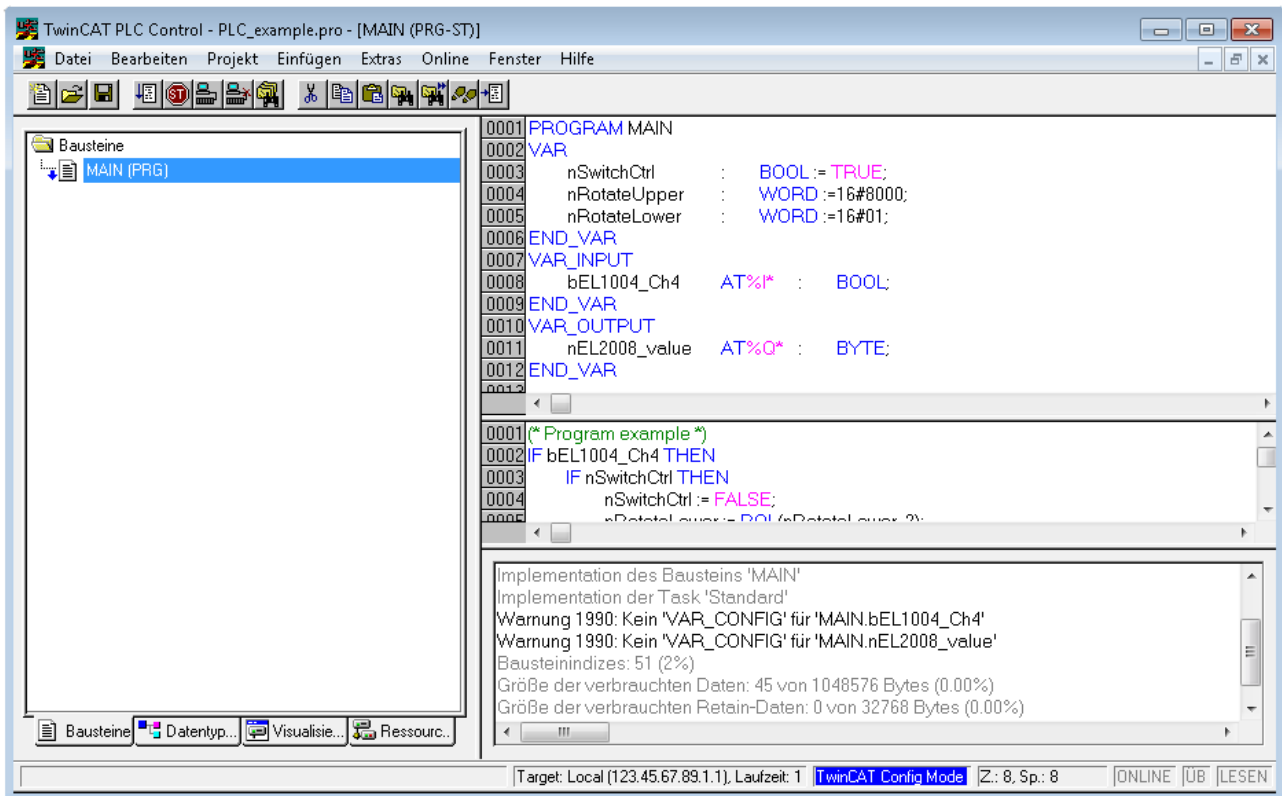 TwinCAT PLC Control - PLC_example.pro - [MAIN (PRG-ST)]
Datei Bearbeiten Projekt Einfügen Extras Online Fenster Hilfe
Bausteine
MAIN (PRG)
0001 PROGRAM MAIN
0002 VAR
0003 nSwitchCtrl : BOOL := TRUE;
0004 nRotateUpper : WORD :=16#8000;
0005 nRotateLower : WORD :=16#01;
0006 END_VAR
0007 VAR_INPUT
0008 bEL1004_Ch4 AT%I* : BOOL;
0009 END_VAR
0010 VAR_OUTPUT
0011 nEL2008_value AT%Q* : BYTE;
0012 END_VAR
0013
0001 (* Program example *)
0002 IF bEL1004_Ch4 THEN
0003 IF nSwitchCtrl THEN
0004 nSwitchCtrl := FALSE;
0005 nRotateLower := ROL(nRotateLower, 2);
Implementation des Bausteins 'MAIN'
Implementation der Task 'Standard'
Warnung 1990: Kein 'VAR_CONFIG' für 'MAIN.bEL1004_Ch4'
Warnung 1990: Kein 'VAR_CONFIG' für 'MAIN.nEL2008_value'
Bausteinindizes: 51 (2%)
Größe der verbrauchten Daten: 45 von 1048576 Bytes (0.00%)
Größe der verbrauchten Retain-Daten: 0 von 32768 Bytes (0.00%)
Bausteine Datentyp... Visualisie... Ressourc..
Target: Local (123.45.67.89.1.1), Laufzeit: 1 TwinCAT Config Mode Z.: 8, Sp.: 8 ONLINE ÜB LESEN